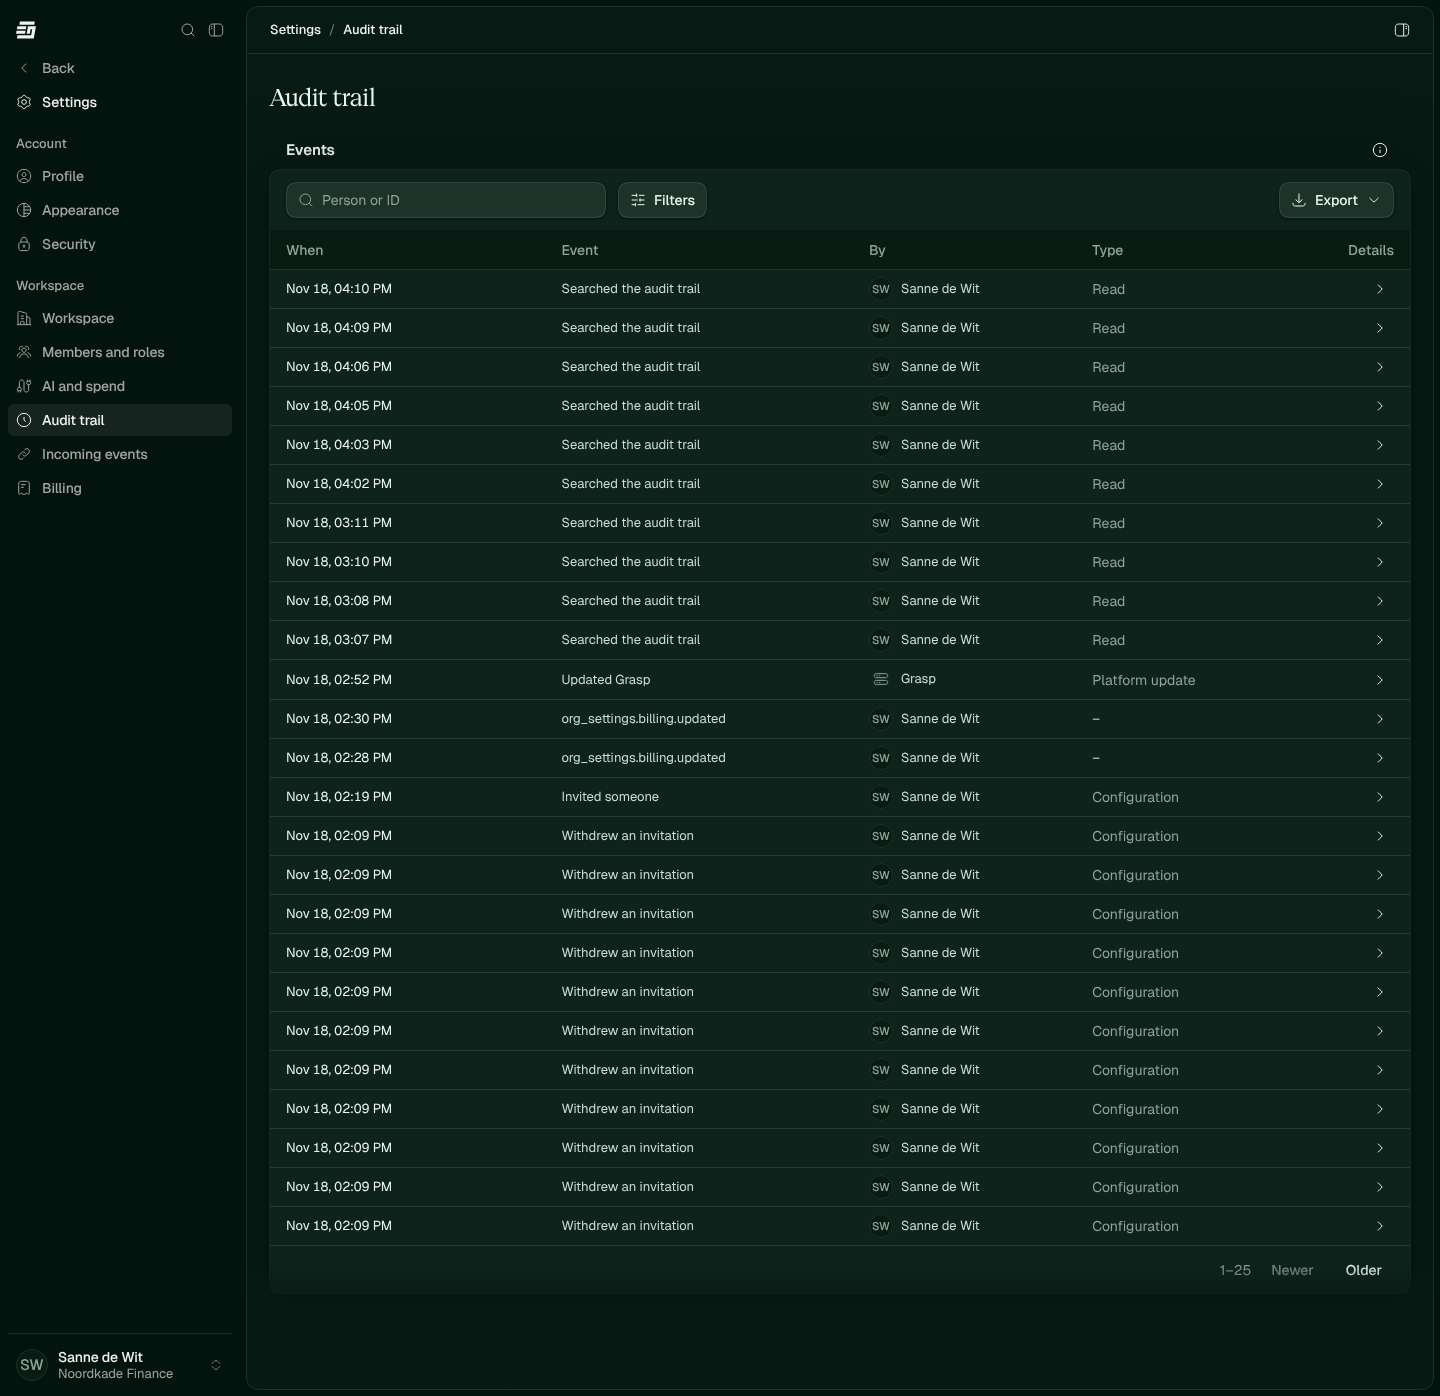 Back
Settings
Account
Profile
Appearance
Security
Workspace
Workspace
Members and roles
AI and spend
Audit trail
Incoming events
Billing
SW Sanne de Wit
Noordkade Finance
Settings / Audit trail
Audit trail
Events
Person or ID Filters Export
When Event By Type Details
Nov 18, 04:10 PM Searched the audit trail SW Sanne de Wit Read
Nov 18, 04:09 PM Searched the audit trail SW Sanne de Wit Read
Nov 18, 04:06 PM Searched the audit trail SW Sanne de Wit Read
Nov 18, 04:05 PM Searched the audit trail SW Sanne de Wit Read
Nov 18, 04:03 PM Searched the audit trail SW Sanne de Wit Read
Nov 18, 04:02 PM Searched the audit trail SW Sanne de Wit Read
Nov 18, 03:11 PM Searched the audit trail SW Sanne de Wit Read
Nov 18, 03:10 PM Searched the audit trail SW Sanne de Wit Read
Nov 18, 03:08 PM Searched the audit trail SW Sanne de Wit Read
Nov 18, 03:07 PM Searched the audit trail SW Sanne de Wit Read
Nov 18, 02:52 PM Updated Grasp Grasp Platform update
Nov 18, 02:30 PM org_settings.billing.updated SW Sanne de Wit –
Nov 18, 02:28 PM org_settings.billing.updated SW Sanne de Wit –
Nov 18, 02:19 PM Invited someone SW Sanne de Wit Configuration
Nov 18, 02:09 PM Withdrew an invitation SW Sanne de Wit Configuration
Nov 18, 02:09 PM Withdrew an invitation SW Sanne de Wit Configuration
Nov 18, 02:09 PM Withdrew an invitation SW Sanne de Wit Configuration
Nov 18, 02:09 PM Withdrew an invitation SW Sanne de Wit Configuration
Nov 18, 02:09 PM Withdrew an invitation SW Sanne de Wit Configuration
Nov 18, 02:09 PM Withdrew an invitation SW Sanne de Wit Configuration
Nov 18, 02:09 PM Withdrew an invitation SW Sanne de Wit Configuration
Nov 18, 02:09 PM Withdrew an invitation SW Sanne de Wit Configuration
Nov 18, 02:09 PM Withdrew an invitation SW Sanne de Wit Configuration
Nov 18, 02:09 PM Withdrew an invitation SW Sanne de Wit Configuration
Nov 18, 02:09 PM Withdrew an invitation SW Sanne de Wit Configuration
1–25 Newer Older